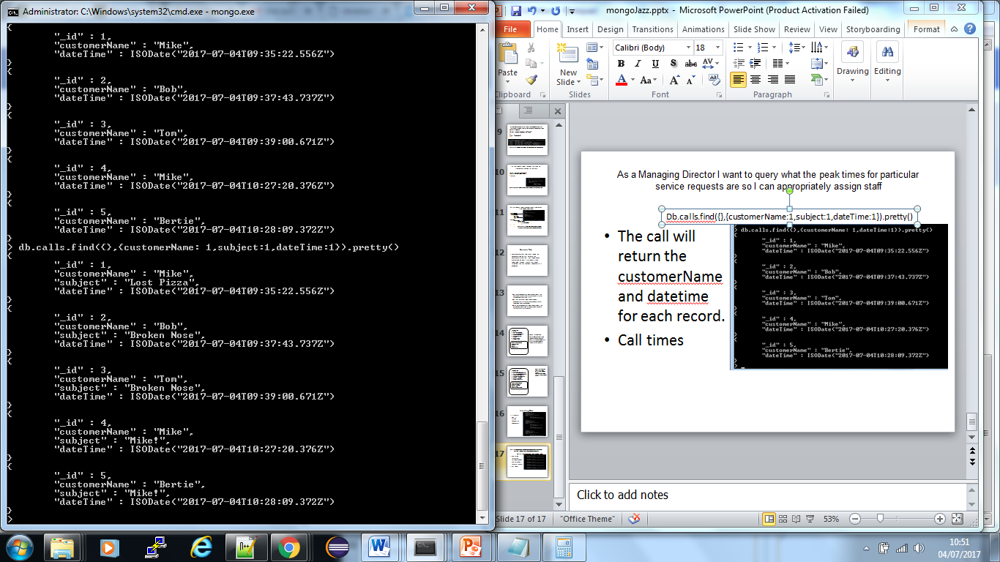 Administrator: C:\Windows\system32\cmd.exe - mongo.exe
{
"_id" : 1,
"customerName" : "Mike",
"dateTime" : ISODate("2017-07-04T09:35:22.556Z")
}
{
"_id" : 2,
"customerName" : "Bob",
"dateTime" : ISODate("2017-07-04T09:37:43.737Z")
}
{
"_id" : 3,
"customerName" : "Tom",
"dateTime" : ISODate("2017-07-04T09:39:00.671Z")
}
{
"_id" : 4,
"customerName" : "Mike",
"dateTime" : ISODate("2017-07-04T10:27:20.376Z")
}
{
"_id" : 5,
"customerName" : "Bertie",
"dateTime" : ISODate("2017-07-04T10:28:09.372Z")
}
> db.calls.find({},{customerName: 1,subject:1,dateTime:1}).pretty()
{
"_id" : 1,
"customerName" : "Mike",
"subject" : "Lost Pizza",
"dateTime" : ISODate("2017-07-04T09:35:22.556Z")
}
{
"_id" : 2,
"customerName" : "Bob",
"subject" : "Broken Nose",
"dateTime" : ISODate("2017-07-04T09:37:43.737Z")
}
{
"_id" : 3,
"customerName" : "Tom",
"subject" : "Broken Nose",
"dateTime" : ISODate("2017-07-04T09:39:00.671Z")
}
{
"_id" : 4,
"customerName" : "Mike",
"subject" : "Mike!",
"dateTime" : ISODate("2017-07-04T10:27:20.376Z")
}
{
"_id" : 5,
"customerName" : "Bertie",
"subject" : "Mike!",
"dateTime" : ISODate("2017-07-04T10:28:09.372Z")
}
>
mongoJazz.pptx - Microsoft PowerPoint (Product Activation Failed)
File Home Insert Design Transitions Animations Slide Show Review View Storyboarding Format
Calibri (Body) 18
Paste New Slide Drawing Editing
Clipboard Slides Font Paragraph
9
10
11
12
13
14
15
16
17
As a Managing Director I want to query what the peak times for particular
service requests are so I can appropriately assign staff
Db.calls.find({},{customerName:1,subject:1,dateTime:1}).pretty()
• The call will
return the
customerName
and datetime
for each record.
• Call times
> db.calls.find({},{customerName: 1,dateTime:1}).pretty()
{
"_id" : 1,
"customerName" : "Mike",
"dateTime" : ISODate("2017-07-04T09:35:22.556Z")
}
{
"_id" : 2,
"customerName" : "Bob",
"dateTime" : ISODate("2017-07-04T09:37:43.737Z")
}
{
"_id" : 3,
"customerName" : "Tom",
"dateTime" : ISODate("2017-07-04T09:39:00.671Z")
}
{
"_id" : 4,
"customerName" : "Mike",
"dateTime" : ISODate("2017-07-04T10:27:20.376Z")
}
{
"_id" : 5,
"customerName" : "Bertie",
"dateTime" : ISODate("2017-07-04T10:28:09.372Z")
}
>
Click to add notes
Slide 17 of 17 "Office Theme" 53%
10:51
04/07/2017